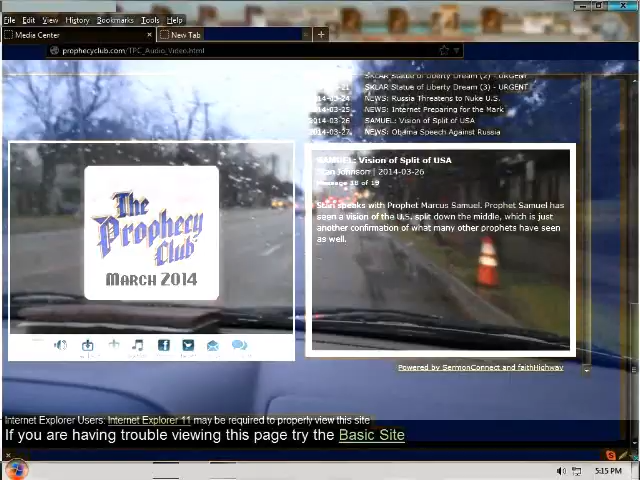 File Edit View History Bookmarks Tools Help
Media Center
New Tab
prophecyclub.com/TPC_Audio_Video.html
SKLAR Statue of Liberty Dream (2) - URGENT
SKLAR Statue of Liberty Dream (3) - URGENT
2014-03-24 NEWS: Russia Threatens to Nuke U.S.
2014-03-25 NEWS: Internet Preparing for the Mark
2014-03-26 SAMUEL: Vision of Split of USA
2014-03-27 NEWS: Obama Speech Against Russia
The
Prophecy
Club
MARCH 2014
SAMUEL: Vision of Split of USA
Stan Johnson | 2014-03-26
Message 18 of 19
Stan speaks with Prophet Marcus Samuel. Prophet Samuel has
seen a vision of the U.S. split down the middle, which is just
another confirmation of what many other prophets have seen
as well.
Powered by SermonConnect and faithHighway
Internet Explorer Users: Internet Explorer 11 may be required to properly view this site
If you are having trouble viewing this page try the Basic Site
5:15 PM